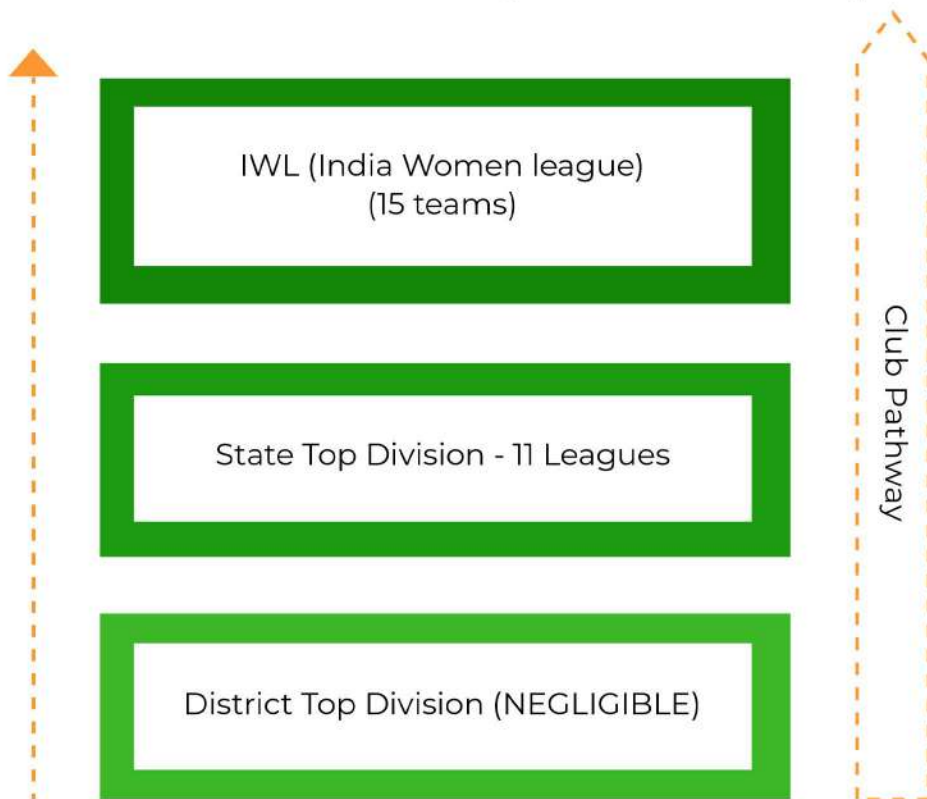 IWL (India Women league)
(15 teams)
State Top Division - 11 Leagues
District Top Division (NEGLIGIBLE)
Club Pathway